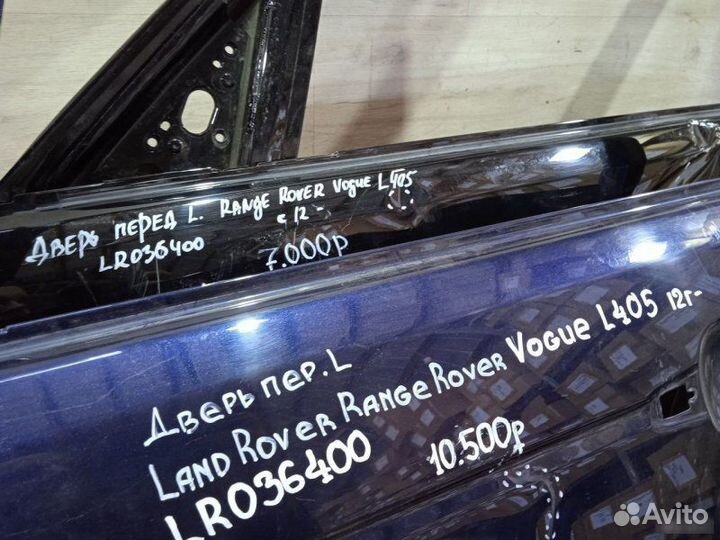 Дверь перед L. Range Rover Vogue L405
с 12 -
LR036400
7.000р
Дверь пер. L
Land Rover Range Rover Vogue L405 12г-
LR036400
10.500р
Avito